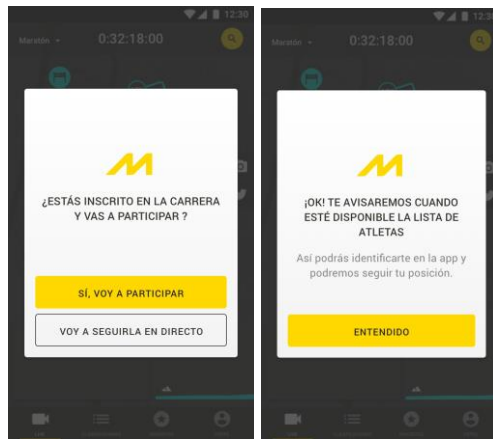 12:30
Maratón
0:32:18:00
¿ESTÁS INSCRITO EN LA CARRERA
Y VAS A PARTICIPAR ?
SÍ, VOY A PARTICIPAR
VOY A SEGUIRLA EN DIRECTO
12:30
Maratón
0:32:18:00
¡OK! TE AVISAREMOS CUANDO
ESTÉ DISPONIBLE LA LISTA DE
ATLETAS
Así podrás identificarte en la app y
podremos seguir tu posición.
ENTENDIDO